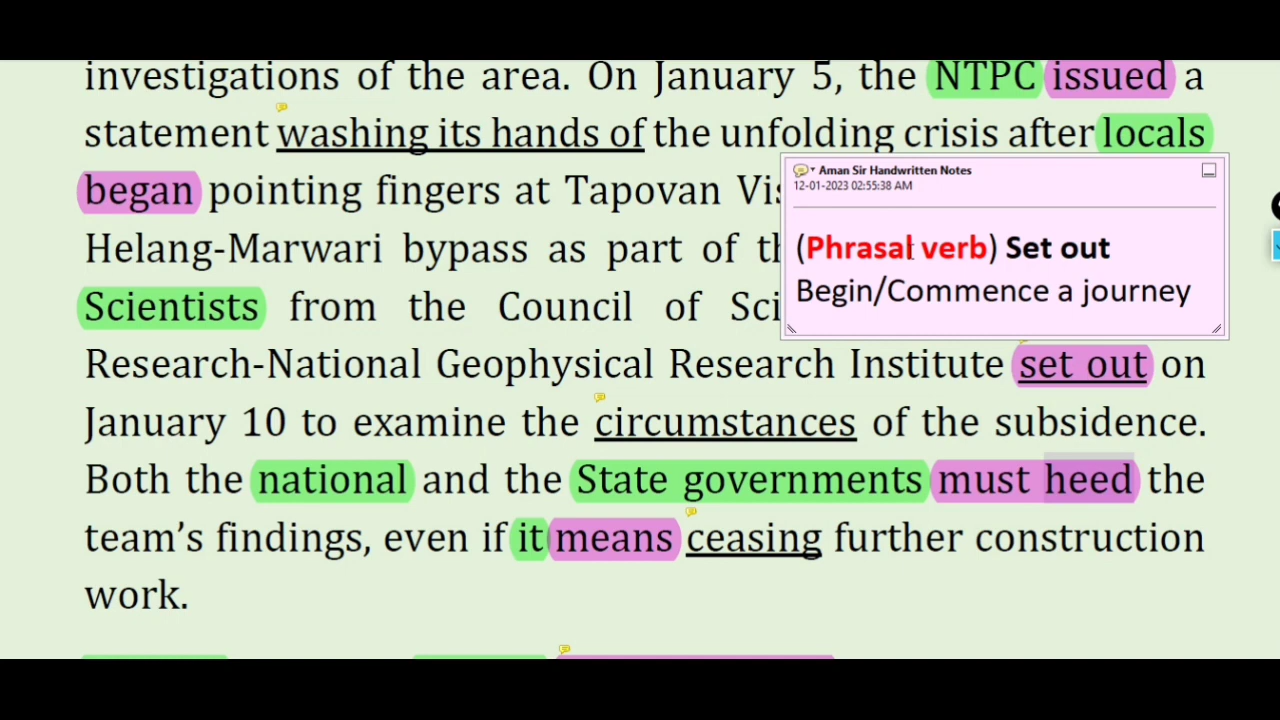 investigations of the area. On January 5, the NTPC issued a
statement washing its hands of the unfolding crisis after locals
began pointing fingers at Tapovan Vis
Helang-Marwari bypass as part of th
Scientists from the Council of Sci
Research-National Geophysical Research Institute set out on
January 10 to examine the circumstances of the subsidence.
Both the national and the State governments must heed the
team’s findings, even if it means ceasing further construction
work.
Aman Sir Handwritten Notes
12-01-2023 02:55:38 AM
(Phrasal verb) Set out
Begin/Commence a journey